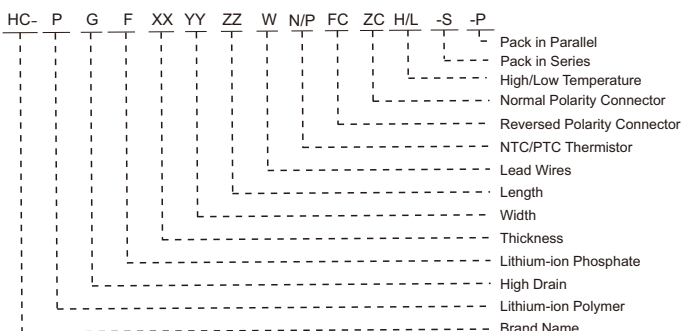 HC- P G F XX YY ZZ W N/P FC ZC H/L -S -P
Pack in Parallel
Pack in Series
High/Low Temperature
Normal Polarity Connector
Reversed Polarity Connector
NTC/PTC Thermistor
Lead Wires
Length
Width
Thickness
Lithium-ion Phosphate
High Drain
Lithium-ion Polymer
Brand Name